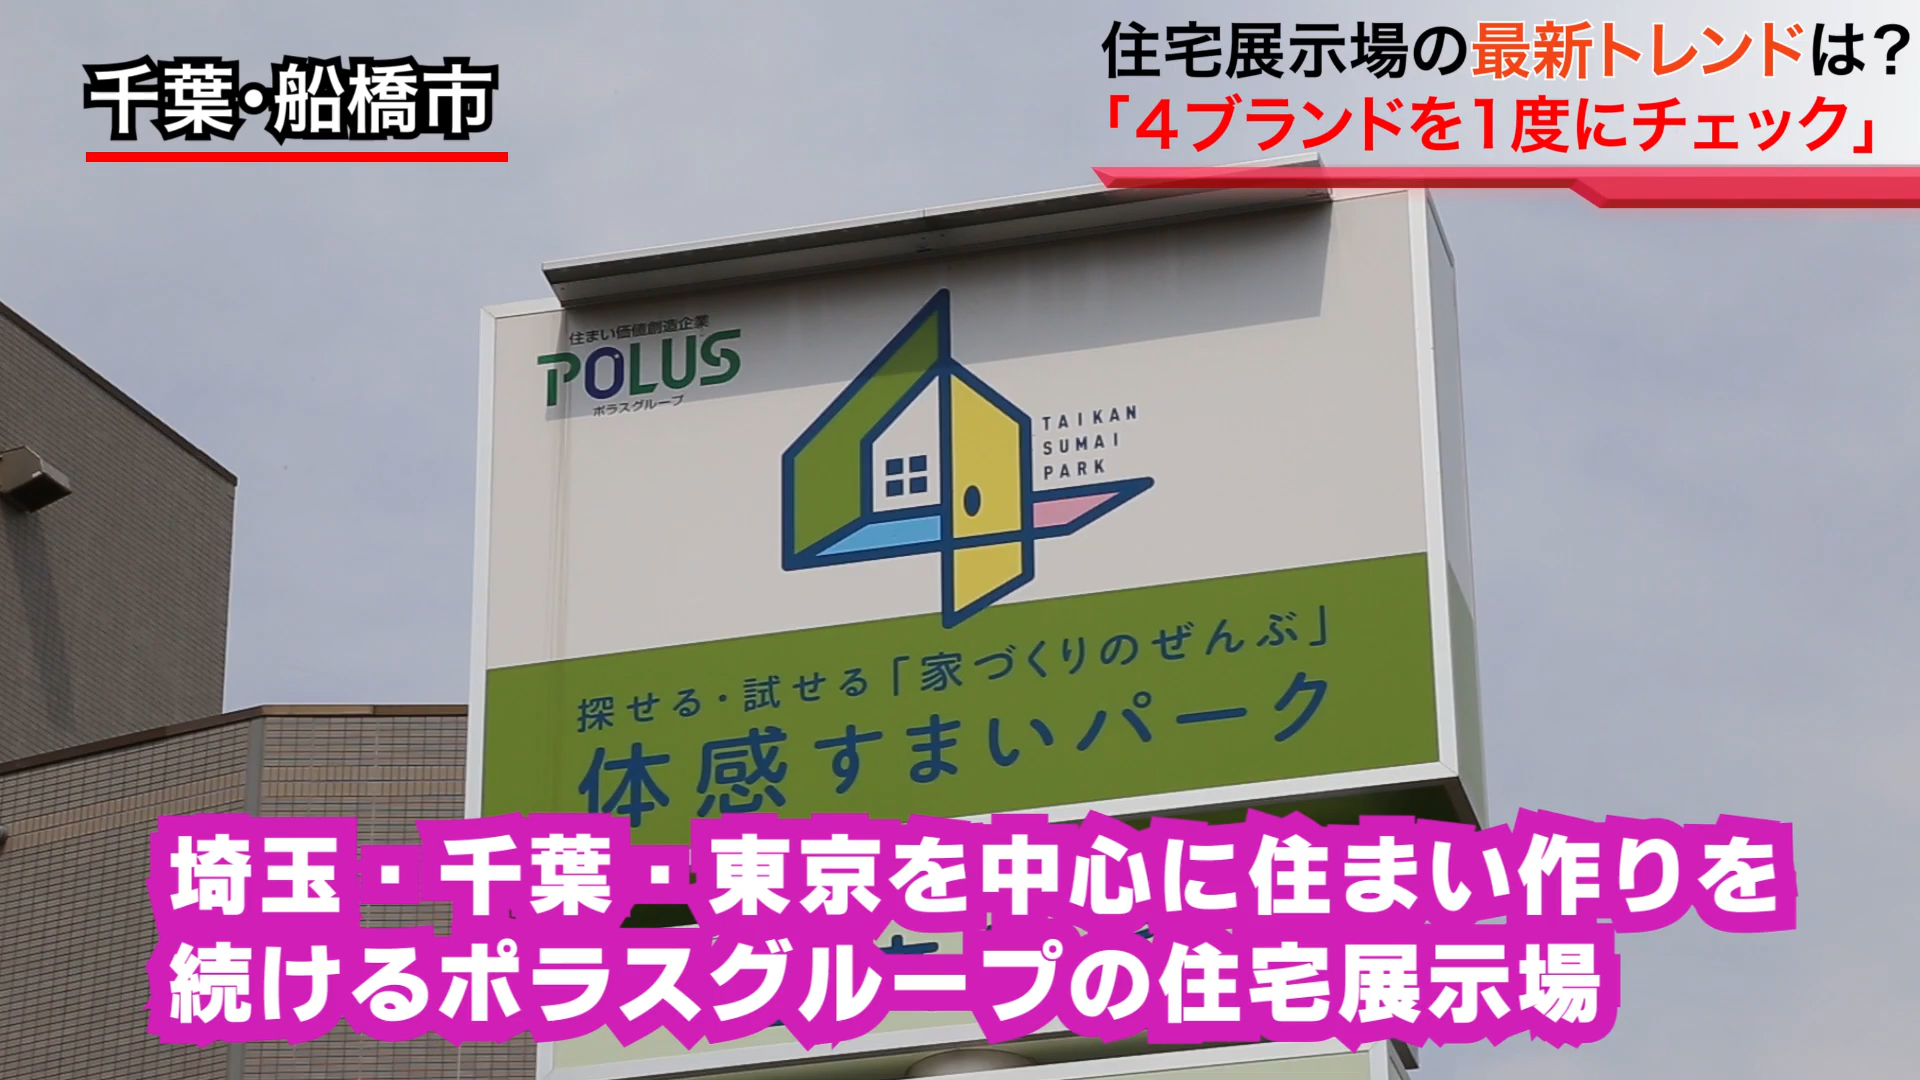 千葉・船橋市
住宅展示場の最新トレンドは？
「4ブランドを1度にチェック」
住まい価値創造企業
POLUS
ポラスグループ
TAIKAN
SUMAI
PARK
探せる・試せる「家づくりのぜんぶ」
体感すまいパーク
埼玉・千葉・東京を中心に住まい作りを
続けるポラスグループの住宅展示場